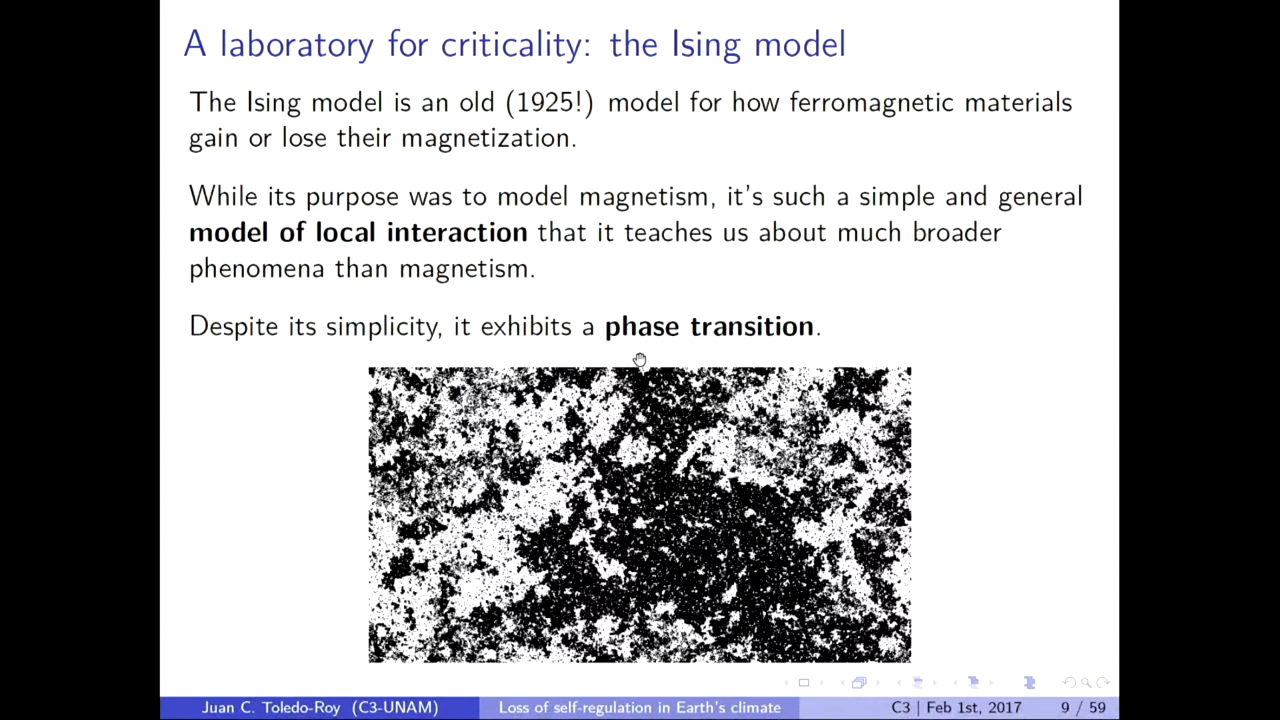 A laboratory for criticality: the Ising model
The Ising model is an old (1925!) model for how ferromagnetic materials
gain or lose their magnetization.
While its purpose was to model magnetism, it's such a simple and general
model of local interaction that it teaches us about much broader
phenomena than magnetism.
Despite its simplicity, it exhibits a phase transition.
Juan C. Toledo-Roy (C3-UNAM) Loss of self-regulation in Earth's climate C3 | Feb 1st, 2017 9 / 59